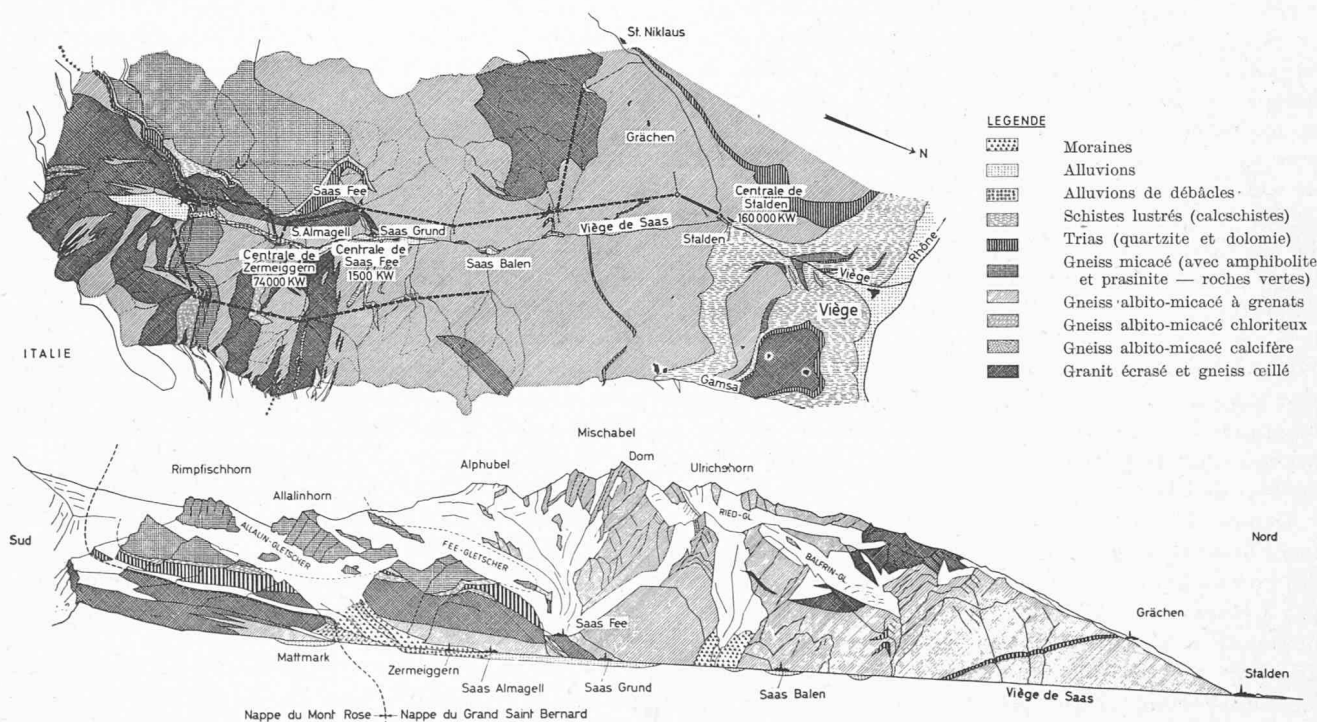 St. Niklaus
Grächen
N
Saas Fee
Centrale de
Stalden
160 000 KW
S. Almagell
Saas Grund
Viège de Saas
Stalden
Rhône
Centrale de
Zermeiggern
74000 KW
Centrale de
Saas Fee
1500 KW
Saas Balen
Viège
Viège
ITALIE
Gamsa
LEGENDE
Moraines
Alluvions
Alluvions de débâcles
Schistes lustrés (calcschistes)
Trias (quartzite et dolomie)
Gneiss micacé (avec amphibolite
et prasinite — roches vertes)
Gneiss albito-micacé à grenats
Gneiss albito-micacé chloriteux
Gneiss albito-micacé calcifère
Granit écrasé et gneiss œillé
Mischabel
Rimpfischhorn
Alphubel
Dom
Ulrichshorn
Allalinhorn
Sud
ALLALIN-GLETSCHER
FEE-GLETSCHER
RIED-GL.
BALFRIN-GL.
Nord
Saas Fee
Grächen
Mattmark
Zermeiggern
Saas Almagell
Saas Grund
Saas Balen
Viège de Saas
Stalden
Nappe du Mont Rose
Nappe du Grand Saint Bernard